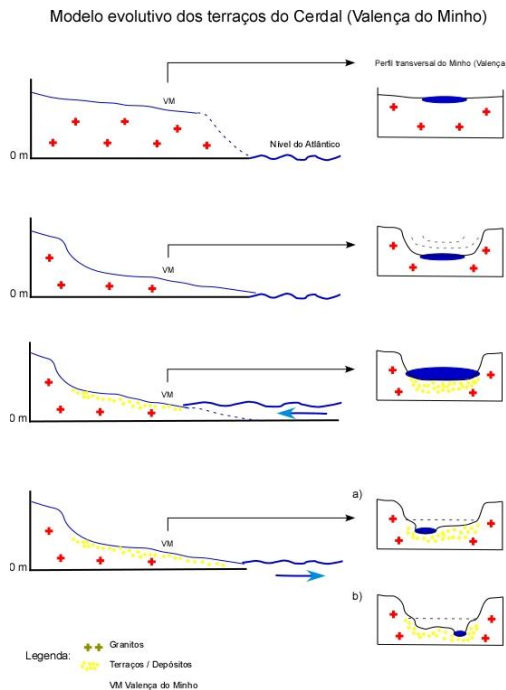 Modelo evolutivo dos terraços do Cerdal (Valença do Minho)
Perfil transversal do Minho (Valença
VM
Nível do Atlântico
0 m
VM
0 m
VM
0 m
a)
VM
0 m
b)
Legenda:
Granitos
Terraços / Depósitos
VM Valença do Minho